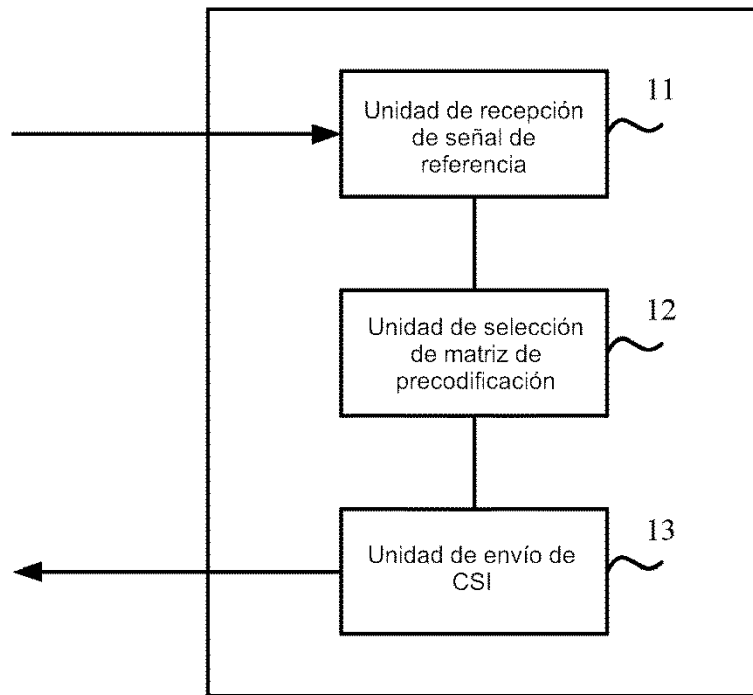 Unidad de recepción
de señal de
referencia
11
Unidad de selección
de matriz de
precodificación
12
Unidad de envío de
CSI
13